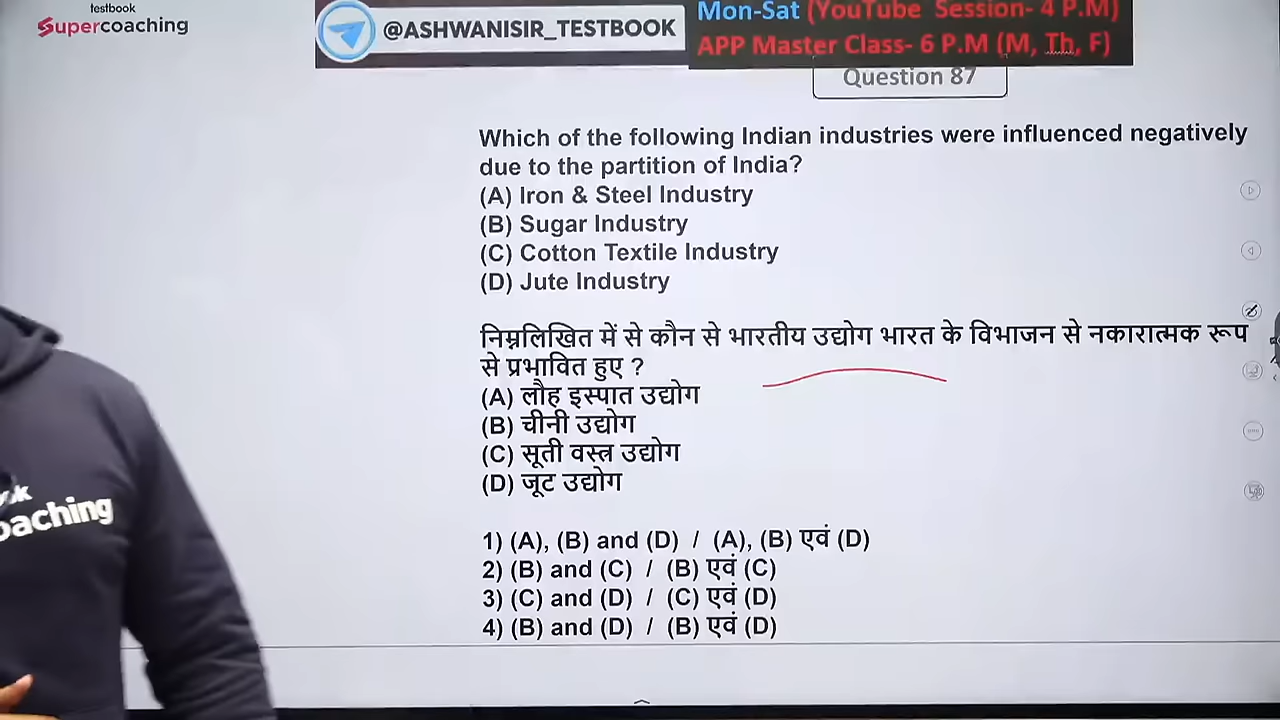 testbook
Supercoaching
@ASHWANISIR_TESTBOOK
Mon-Sat (YouTube Session- 4 P.M)
APP Master Class- 6 P.M (M, Th, F)
Question 87
Which of the following Indian industries were influenced negatively
due to the partition of India?
(A) Iron & Steel Industry
(B) Sugar Industry
(C) Cotton Textile Industry
(D) Jute Industry
निम्नलिखित में से कौन से भारतीय उद्योग भारत के विभाजन से नकारात्मक रूप
से प्रभावित हुए ?
(A) लौह इस्पात उद्योग
(B) चीनी उद्योग
(C) सूती वस्त्र उद्योग
(D) जूट उद्योग
1) (A), (B) and (D) / (A), (B) एवं (D)
2) (B) and (C) / (B) एवं (C)
3) (C) and (D) / (C) एवं (D)
4) (B) and (D) / (B) एवं (D)